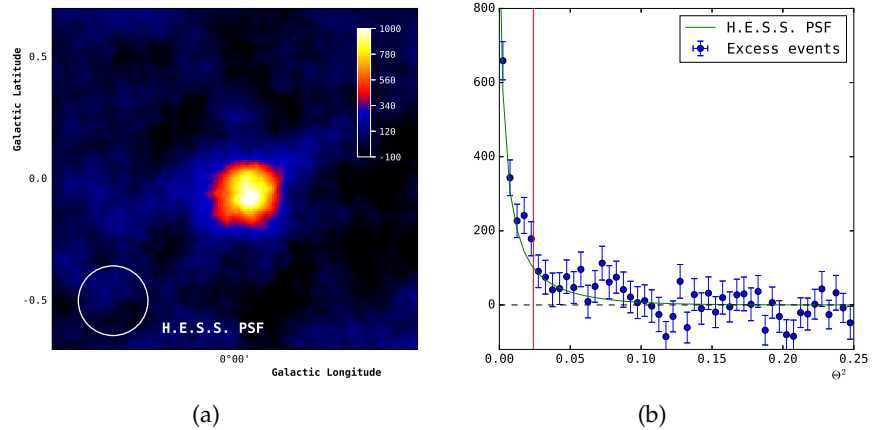 Galactic Latitude
0.5
0.0
-0.5
1000
780
560
340
120
-100
H.E.S.S. PSF
0°00'
Galactic Longitude
(a)
800
600
400
200
0
H.E.S.S. PSF
Excess events
0.00
0.05
0.10
0.15
0.20
0.25
Θ²
(b)